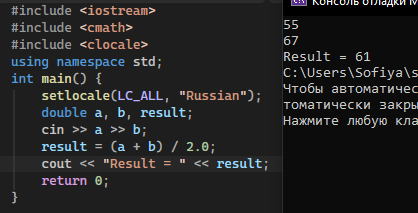 #include <iostream>
#include <cmath>
#include <clocale>
using namespace std;
int main() {
setlocale(LC_ALL, "Russian");
double a, b, result;
cin >> a >> b;
result = (a + b) / 2.0;
cout << "Result = " << result;
return 0;
}
Консоль отладки
55
67
Result = 61
C:\Users\Sofiya\s
Чтобы автоматичес
томатически закры
Нажмите любую кла